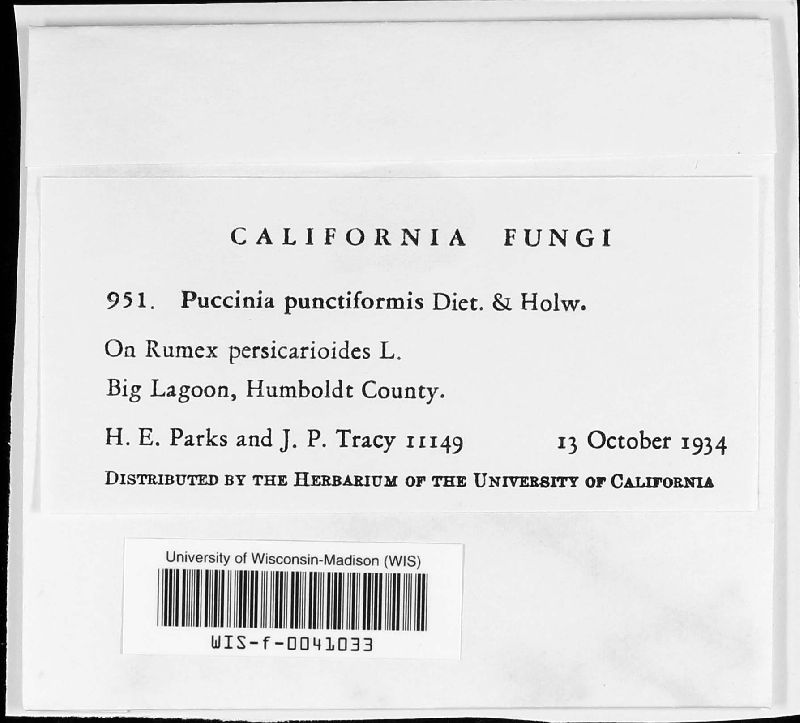 CALIFORNIA FUNGI
951. Puccinia punctiformis Diet. & Holw.
On Rumex persicarioides L.
Big Lagoon, Humboldt County.
H. E. Parks and J. P. Tracy 11149 13 October 1934
DISTRIBUTED BY THE HERBARIUM OF THE UNIVERSITY OF CALIFORNIA
University of Wisconsin-Madison (WIS)
WIS-f-0041033